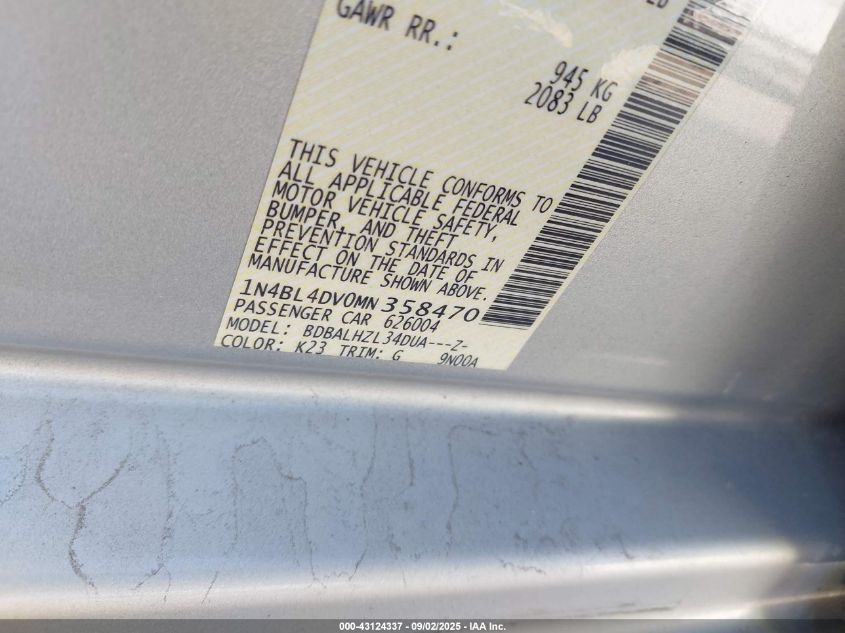 GAWR RR.:
945 KG
2083 LB
THIS VEHICLE CONFORMS TO
ALL APPLICABLE FEDERAL
MOTOR VEHICLE SAFETY,
BUMPER, AND THEFT
PREVENTION STANDARDS IN
EFFECT ON THE DATE OF
MANUFACTURE SHOWN ABOVE.
1N4BL4DV0MN358470
PASSENGER CAR 626004
MODEL: BDBALHZL34DUA---Z-
COLOR: K23 TRIM: G 9N00A
000-43124337 - 09/02/2025 - IAA Inc.